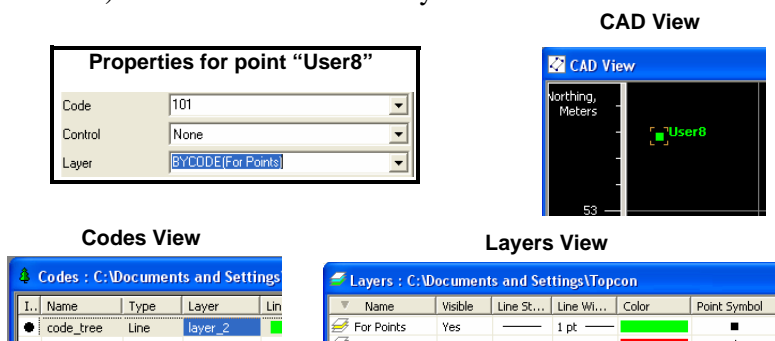 CAD View
Properties for point “User8”
Code 101
Control None
Layer BYCODE(For Points)
CAD View
Northing,
Meters
User8
53
Codes View
Codes : C:\Documents and Settings
I.. Name Type Layer Lin
code_tree Line layer_2
Layers View
Layers : C:\Documents and Settings\Topcon
Name Visible Line St... Line Wi... Color Point Symbol
For Points Yes 1 pt